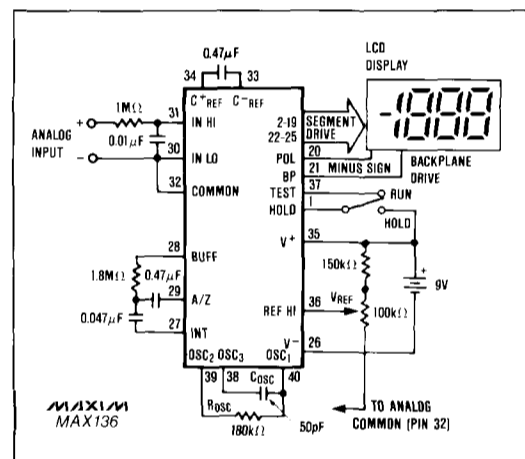 0.47µF
34
33
C⁺REF
C⁻REF
LCD
DISPLAY
-1888
1MΩ
31
IN HI
2-19
22-25
SEGMENT
DRIVE
+
ANALOG
INPUT
-
0.01µF
30
IN LO
POL
20
MINUS SIGN
BP
21
BACKPLANE
DRIVE
32
COMMON
TEST
37
RUN
HOLD
1
HOLD
V⁺
35
28
BUFF
150kΩ
+
9V
1.8MΩ
0.47µF
29
A/Z
REF HI
36
VREF
100kΩ
0.047µF
27
INT
V⁻
26
OSC2
OSC3
OSC1
39
38
COSC
40
ROSC
180kΩ
50pF
TO ANALOG
COMMON (PIN 32)
MAXIM
MAX136